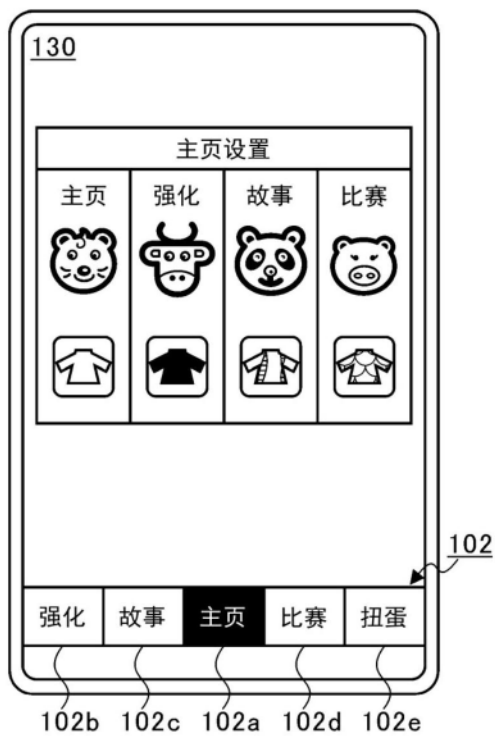 130
主页设置
主页 强化 故事 比赛
102
强化 故事 主页 比赛 扭蛋
102b 102c 102a 102d 102e